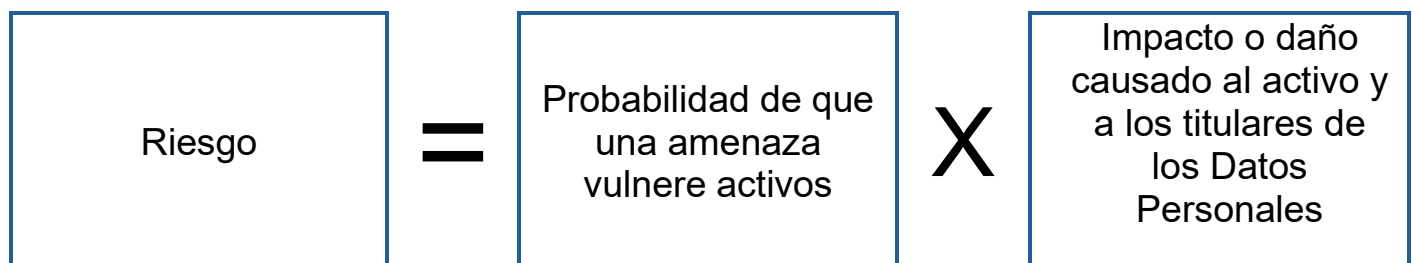 Riesgo
=
Probabilidad de que
una amenaza
vulnere activos
X
Impacto o daño
causado al activo y
a los titulares de
los Datos
Personales